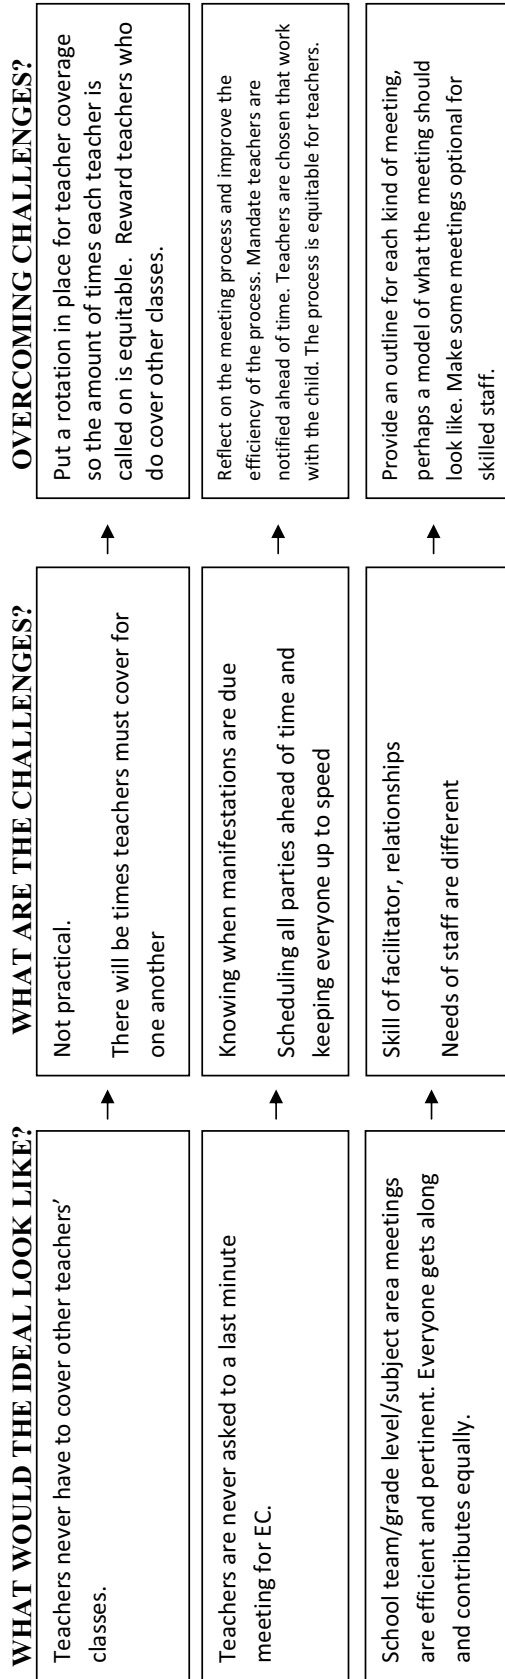 WHAT WOULD THE IDEAL LOOK LIKE?
WHAT ARE THE CHALLENGES?
OVERCOMING CHALLENGES?
Teachers never have to cover other teachers’
classes.
Not practical.
There will be times teachers must cover for
one another
Put a rotation in place for teacher coverage
so the amount of times each teacher is
called on is equitable. Reward teachers who
do cover other classes.
Teachers are never asked to a last minute
meeting for EC.
Knowing when manifestations are due
Scheduling all parties ahead of time and
keeping everyone up to speed
Reflect on the meeting process and improve the
efficiency of the process. Mandate teachers are
notified ahead of time. Teachers are chosen that work
with the child. The process is equitable for teachers.
School team/grade level/subject area meetings
are efficient and pertinent. Everyone gets along
and contributes equally.
Skill of facilitator, relationships
Needs of staff are different
Provide an outline for each kind of meeting,
perhaps a model of what the meeting should
look like. Make some meetings optional for
skilled staff.